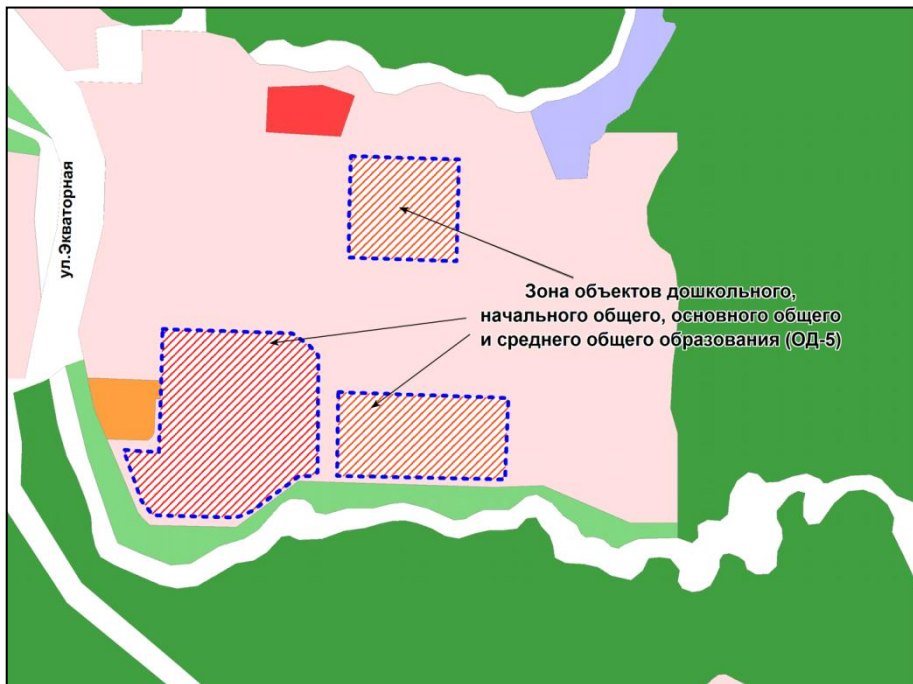 ул.Экваторная
Зона объектов дошкольного,
начального общего, основного общего
и среднего общего образования (ОД-5)